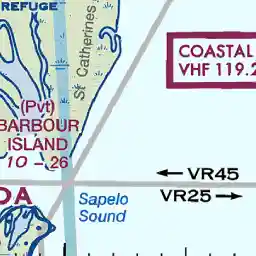 REFUGE
St Catherines
COASTAL
VHF 119.2
(Pvt)
BARBOUR
ISLAND
10 - 26
← VR45
VR25 →
DA
Sapelo
Sound